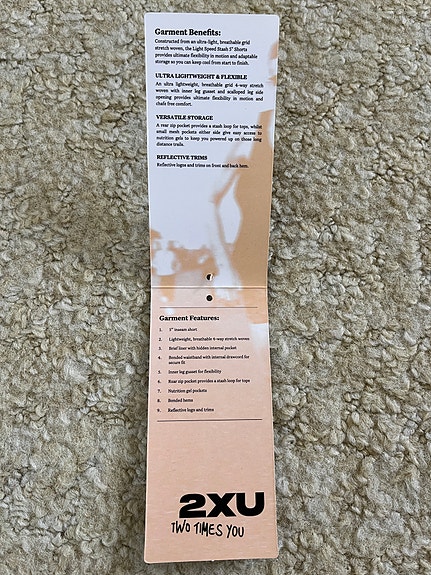 Garment Benefits:
Constructed from an ultra-light, breathable grid
stretch woven, the Light Speed Stash 5" Shorts
provides ultimate flexibility in motion and adaptable
storage so you can keep cool from start to finish.
ULTRA LIGHTWEIGHT & FLEXIBLE
An ultra lightweight, breathable grid 4-way stretch
woven with inner leg gusset and scalloped leg side
opening provides ultimate flexibility in motion and
chafe free comfort.
VERSATILE STORAGE
A rear zip pocket provides a stash loop for tops, whilst
small mesh pockets either side give easy access to
nutrition gels to keep you powered up on those long
distance trails.
REFLECTIVE TRIMS
Reflective logos and trims on front and back hem.
Garment Features:
1. 5" inseam short
2. Lightweight, breathable 4-way stretch woven
3. Brief liner with hidden internal pocket
4. Bonded waistband with internal drawcord for
secure fit
5. Inner leg gusset for flexibility
6. Rear zip pocket provides a stash loop for tops
7. Nutrition gel pockets
8. Bonded hems
9. Reflective logo and trims
2XU
TWO TIMES YOU